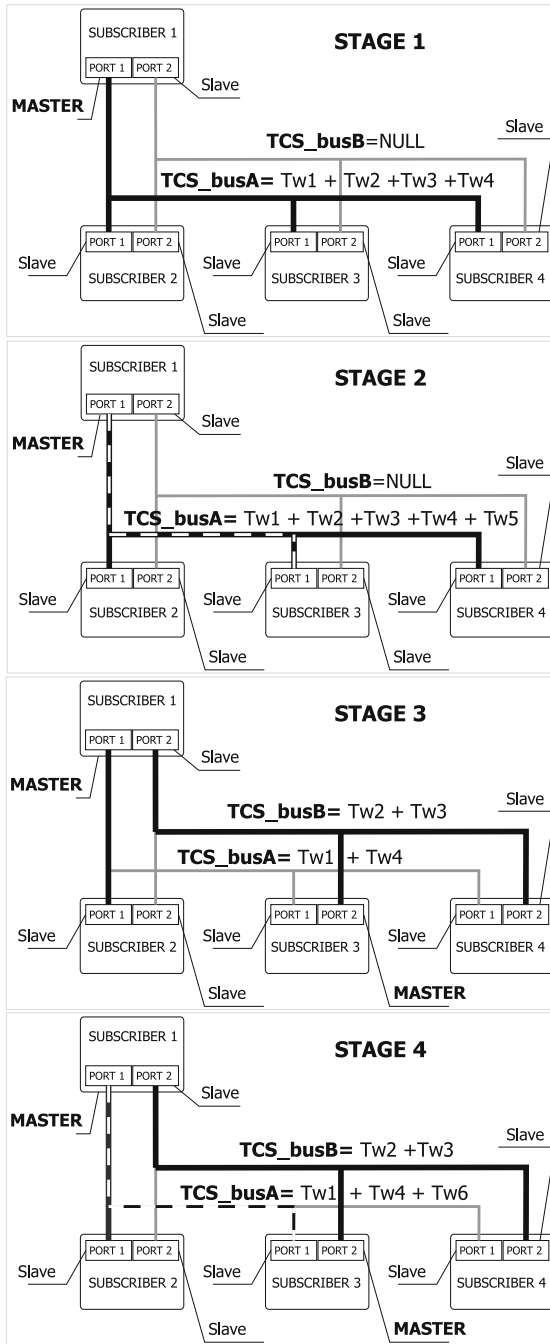 SUBSCRIBER 1
STAGE 1
PORT 1 PORT 2
Slave
MASTER
Slave
TCS_busB=NULL
TCS_busA= Tw1 + Tw2 +Tw3 +Tw4
PORT 1 PORT 2 PORT 1 PORT 2 PORT 1 PORT 2
Slave Slave Slave
SUBSCRIBER 2 SUBSCRIBER 3 SUBSCRIBER 4
Slave Slave
SUBSCRIBER 1
STAGE 2
PORT 1 PORT 2
Slave
MASTER
Slave
TCS_busB=NULL
TCS_busA= Tw1 + Tw2 +Tw3 +Tw4 + Tw5
PORT 1 PORT 2 PORT 1 PORT 2 PORT 1 PORT 2
Slave Slave Slave
SUBSCRIBER 2 SUBSCRIBER 3 SUBSCRIBER 4
Slave Slave
SUBSCRIBER 1
STAGE 3
PORT 1 PORT 2
Slave
MASTER
Slave
TCS_busB= Tw2 + Tw3
TCS_busA= Tw1 + Tw4
PORT 1 PORT 2 PORT 1 PORT 2 PORT 1 PORT 2
Slave Slave Slave
SUBSCRIBER 2 SUBSCRIBER 3 SUBSCRIBER 4
Slave MASTER
SUBSCRIBER 1
STAGE 4
PORT 1 PORT 2
Slave
MASTER
Slave
TCS_busB= Tw2 +Tw3
TCS_busA= Tw1 + Tw4 + Tw6
PORT 1 PORT 2 PORT 1 PORT 2 PORT 1 PORT 2
Slave Slave Slave
SUBSCRIBER 2 SUBSCRIBER 3 SUBSCRIBER 4
Slave MASTER